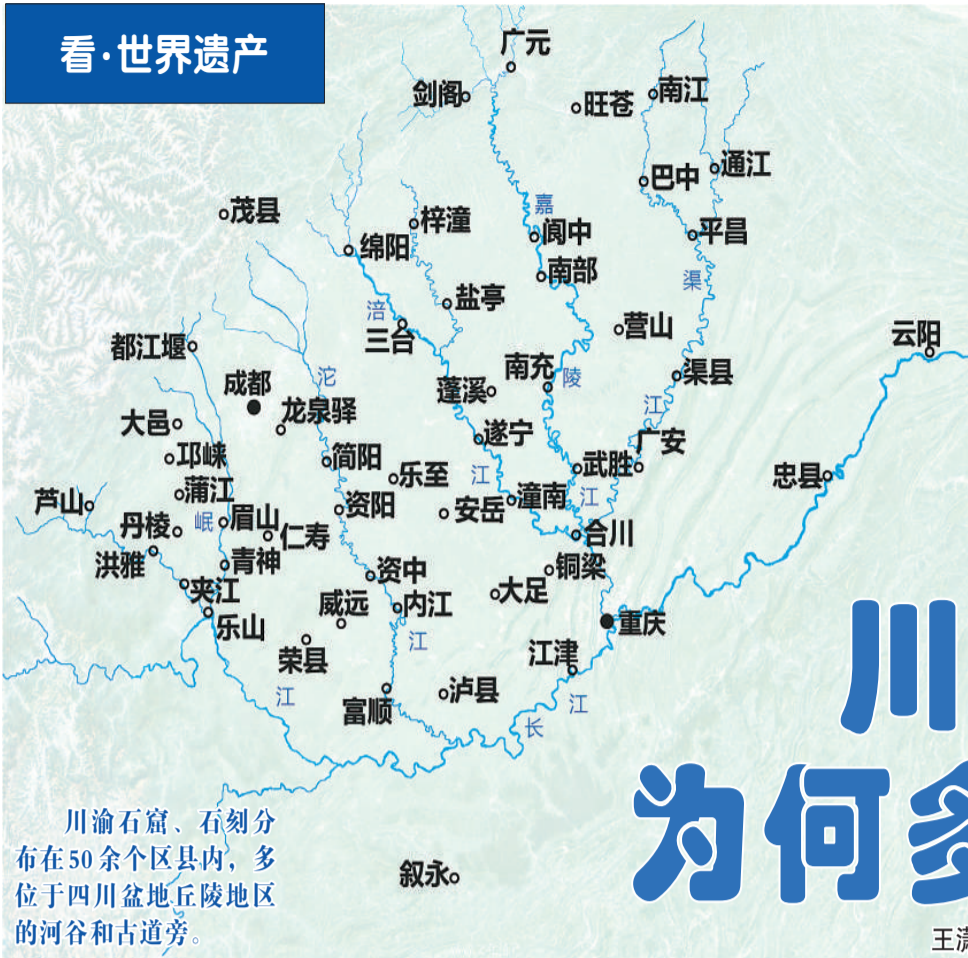 看·世界遗产
广元
剑阁
旺苍
南江
巴中
通江
茂县
梓潼
绵阳
嘉
阆中
平昌
南部
渠
涪
盐亭
三台
营山
云阳
都江堰
成都
沱
南充
陵
渠县
蓬溪
大邑
龙泉驿
江
遂宁
广安
邛崃
简阳
乐至
江
武胜
忠县
蒲江
芦山
资阳
安岳
潼南
江
岷
眉山
丹棱
仁寿
合川
洪雅
青神
资中
铜梁
夹江
大足
威远
内江
乐山
重庆
江
荣县
江津
江
富顺
泸县
江
长
川
为何多
川渝石窟、石刻分
布在50余个区县内，多
位于四川盆地丘陵地区
的河谷和古道旁。
叙永
王潇